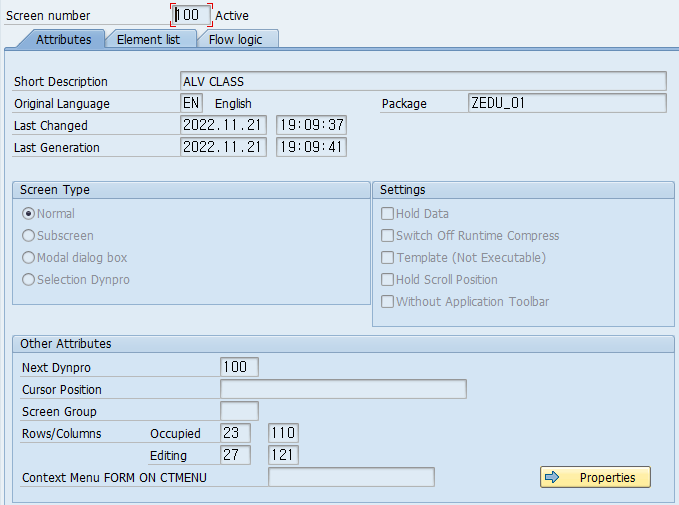 Screen number 100 Active
Attributes Element list Flow logic
Short Description ALV CLASS
Original Language EN English Package ZEDU_01
Last Changed 2022.11.21 19:09:37
Last Generation 2022.11.21 19:09:41
Screen Type Settings
Normal Hold Data
Subscreen Switch Off Runtime Compress
Modal dialog box Template (Not Executable)
Selection Dynpro Hold Scroll Position
Without Application Toolbar
Other Attributes
Next Dynpro 100
Cursor Position
Screen Group
Rows/Columns Occupied 23 110
Editing 27 121
Context Menu FORM ON CTMENU Properties